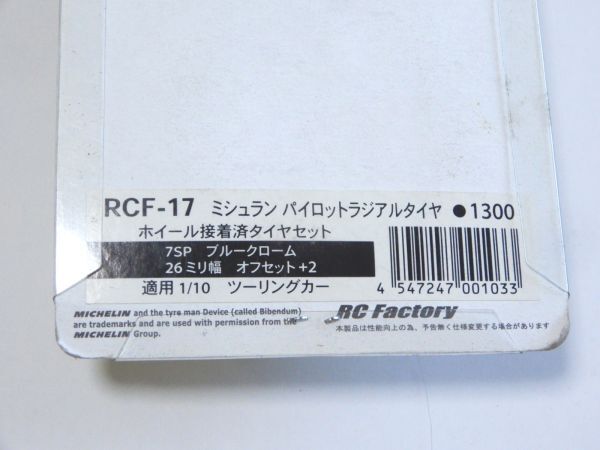 RCF-17 ミシュラン パイロットラジアルタイヤ ●1300
ホイール接着済タイヤセット
7SP ブルークローム
26ミリ幅 オフセット+2
適用 1/10 ツーリングカー
4 547247 001033
MICHELIN and the tyre man Device (called Bibendum)
are trademarks and are used with permission from the
MICHELIN Group.
RC Factory
本製品は性能向上の為、予告無く仕様変更する場合があります